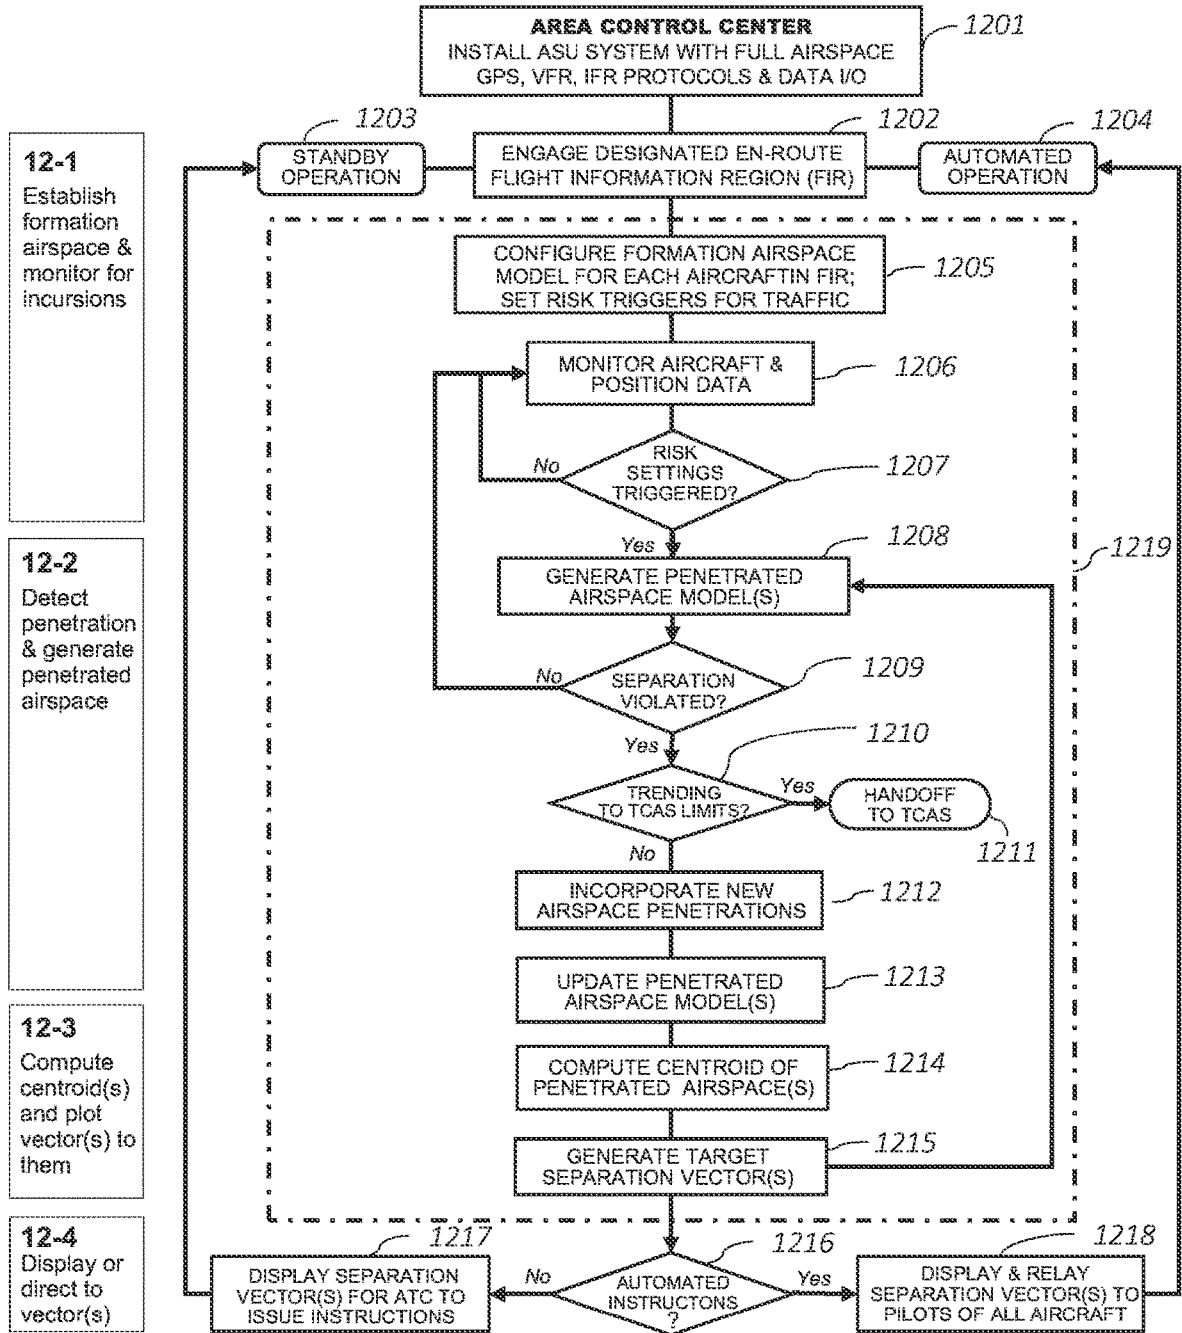 AREA CONTROL CENTER
INSTALL ASU SYSTEM WITH FULL AIRSPACE
GPS, VFR, IFR PROTOCOLS & DATA I/O
1201
1203
1202
1204
STANDBY
OPERATION
ENGAGE DESIGNATED EN-ROUTE
FLIGHT INFORMATION REGION (FIR)
AUTOMATED
OPERATION
12-1
Establish
formation
airspace &
monitor for
incursions
CONFIGURE FORMATION AIRSPACE
MODEL FOR EACH AIRCRAFTIN FIR;
SET RISK TRIGGERS FOR TRAFFIC
1205
MONITOR AIRCRAFT &
POSITION DATA
1206
RISK
SETTINGS
TRIGGERED?
1207
No
Yes
1208
1219
12-2
Detect
penetration
& generate
penetrated
airspace
GENERATE PENETRATED
AIRSPACE MODEL(S)
SEPARATION
VIOLATED?
1209
No
Yes
1210
TRENDING
TO TCAS LIMITS?
Yes
HANDOFF
TO TCAS
1211
No
INCORPORATE NEW
AIRSPACE PENETRATIONS
1212
UPDATE PENETRATED
AIRSPACE MODEL(S)
1213
12-3
Compute
centroid(s)
and plot
vector(s) to
them
COMPUTE CENTROID OF
PENETRATED AIRSPACE(S)
1214
GENERATE TARGET
SEPARATION VECTOR(S)
1215
12-4
Display or
direct to
vector(s)
1217
1216
1218
DISPLAY SEPARATION
VECTOR(S) FOR ATC TO
ISSUE INSTRUCTIONS
No
AUTOMATED
INSTRUCTONS
?
Yes
DISPLAY & RELAY
SEPARATION VECTOR(S) TO
PILOTS OF ALL AIRCRAFT